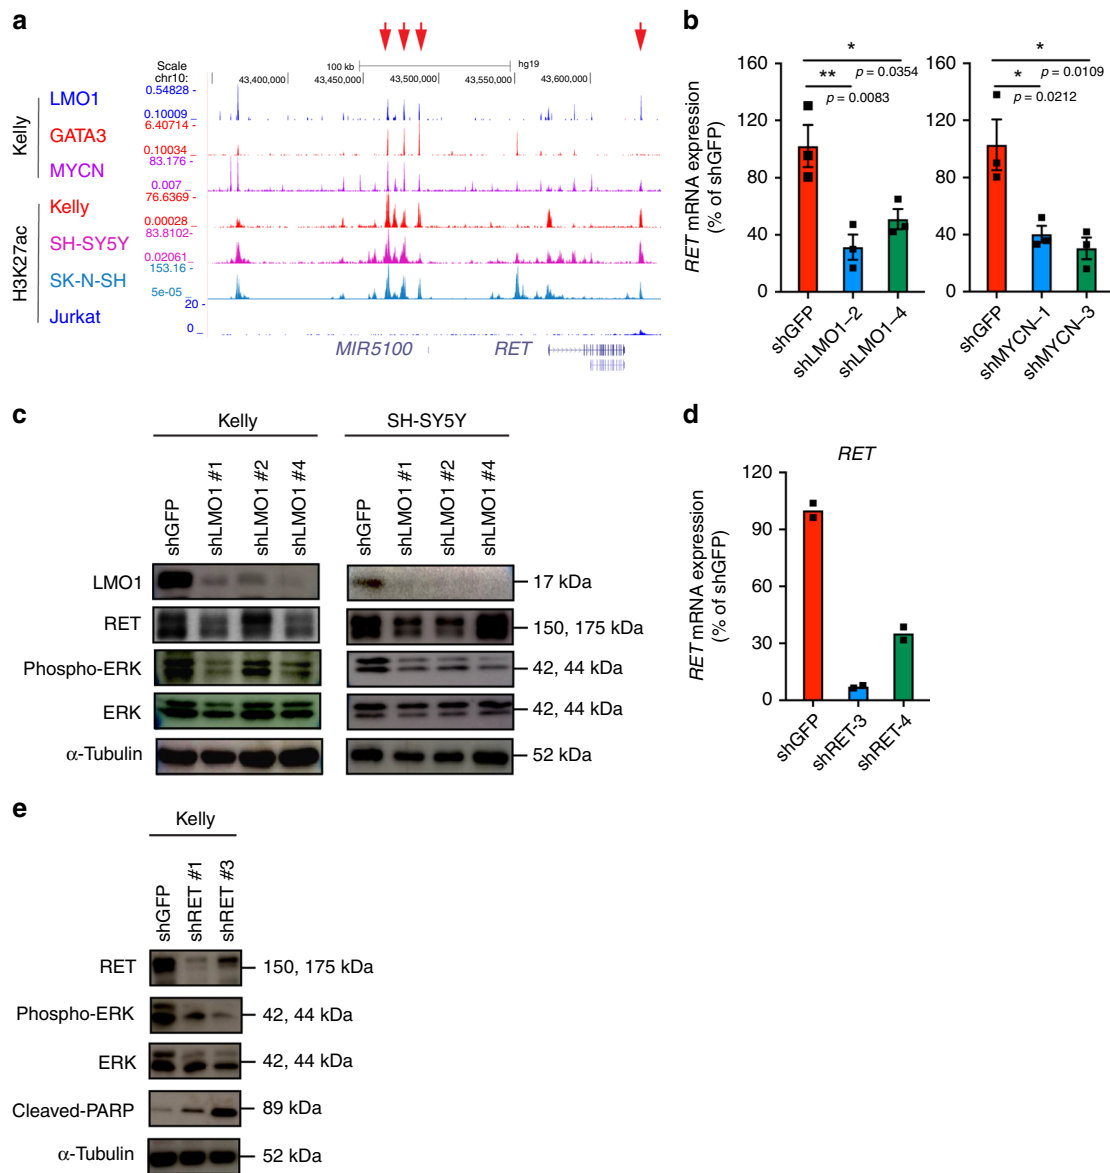 a
Scale
chr10:
100 kb
hg19
43,400,000
43,450,000
43,500,000
43,550,000
43,600,000
Kelly
LMO1
0.54828 -
0.10009 _
GATA3
6.40714 -
0.10034 _
MYCN
83.176 -
0.007 _
H3K27ac
Kelly
76.6369 -
0.00028 _
SH-SY5Y
83.8102 -
0.02061 _
SK-N-SH
153.16 -
5e-05 _
Jurkat
20 -
0 _
MIR5100
RET
b
RET mRNA expression
(% of shGFP)
160
120
80
40
0
*
p = 0.0354
**
p = 0.0083
shGFP
shLMO1–2
shLMO1–4
160
120
80
40
0
*
p = 0.0109
*
p = 0.0212
shGFP
shMYCN–1
shMYCN–3
c
Kelly
SH-SY5Y
shGFP
shLMO1 #1
shLMO1 #2
shLMO1 #4
shGFP
shLMO1 #1
shLMO1 #2
shLMO1 #4
LMO1
17 kDa
RET
150, 175 kDa
Phospho-ERK
42, 44 kDa
ERK
42, 44 kDa
α-Tubulin
52 kDa
d
RET
RET mRNA expression
(% of shGFP)
120
90
60
30
0
shGFP
shRET-3
shRET-4
e
Kelly
shGFP
shRET #1
shRET #3
RET
150, 175 kDa
Phospho-ERK
42, 44 kDa
ERK
42, 44 kDa
Cleaved-PARP
89 kDa
α-Tubulin
52 kDa